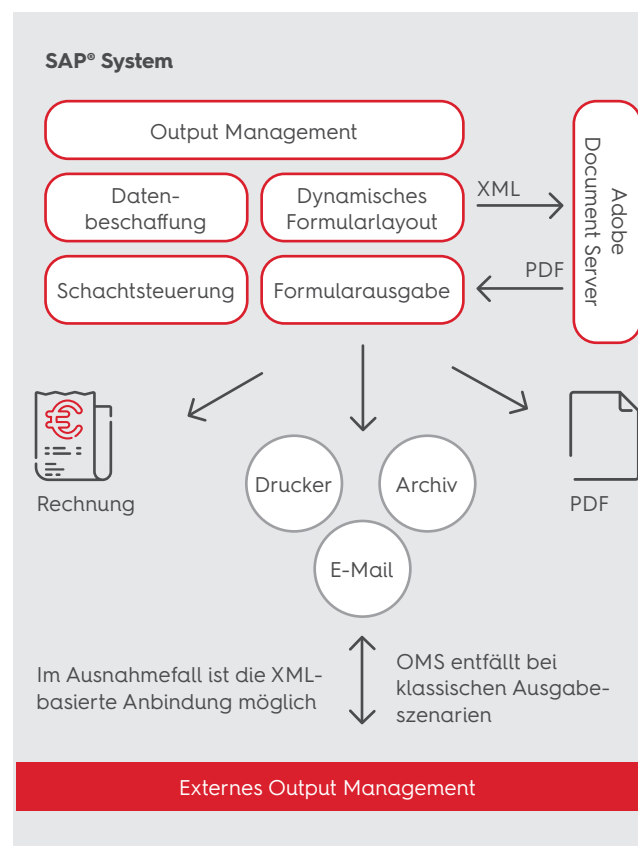 SAP® System
Output Management
Daten-
beschaffung
Dynamisches
Formularlayout
XML
Adobe
Document Server
Schachtsteuerung
Formularausgabe
PDF
Rechnung
Drucker
Archiv
E-Mail
PDF
Im Ausnahmefall ist die XML-
basierte Anbindung möglich
OMS entfällt bei
klassischen Ausgabe-
szenarien
Externes Output Management